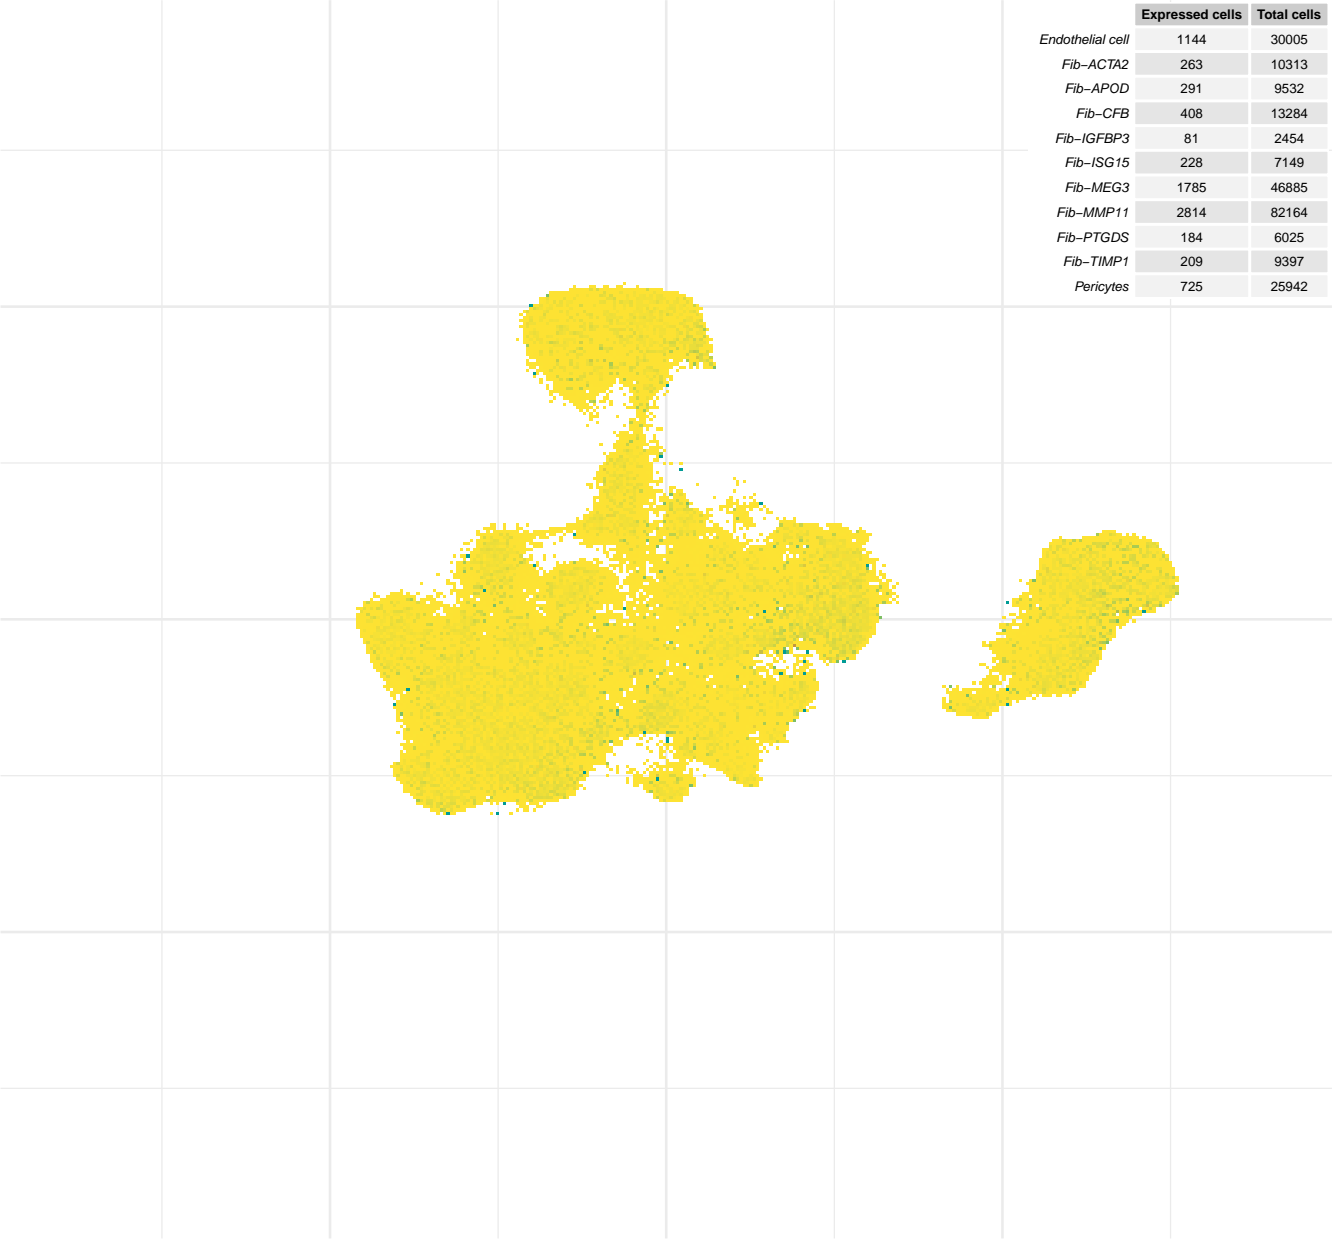 Expressed cells Total cells
Endothelial cell 1144 30005
Fib−ACTA2 263 10313
Fib−APOD 291 9532
Fib−CFB 408 13284
Fib−IGFBP3 81 2454
Fib−ISG15 228 7149
Fib−MEG3 1785 46885
Fib−MMP11 2814 82164
Fib−PTGDS 184 6025
Fib−TIMP1 209 9397
Pericytes 725 25942